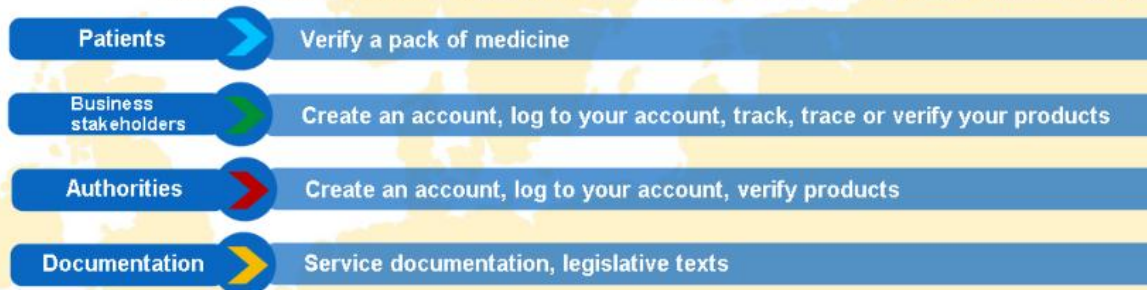 Patients
Verify a pack of medicine
Business
stakeholders
Create an account, log to your account, track, trace or verify your products
Authorities
Create an account, log to your account, verify products
Documentation
Service documentation, legislative texts